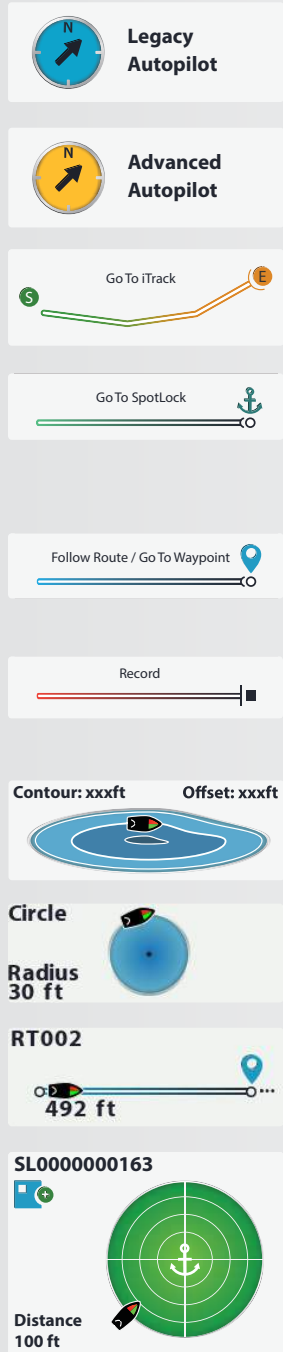 N
Legacy
Autopilot
N
Advanced
Autopilot
Go To iTrack
S
E
Go To SpotLock
Follow Route / Go To Waypoint
Record
Contour: xxxft Offset: xxxft
Circle
Radius
30 ft
RT002
492 ft
SL0000000163
Distance
100 ft